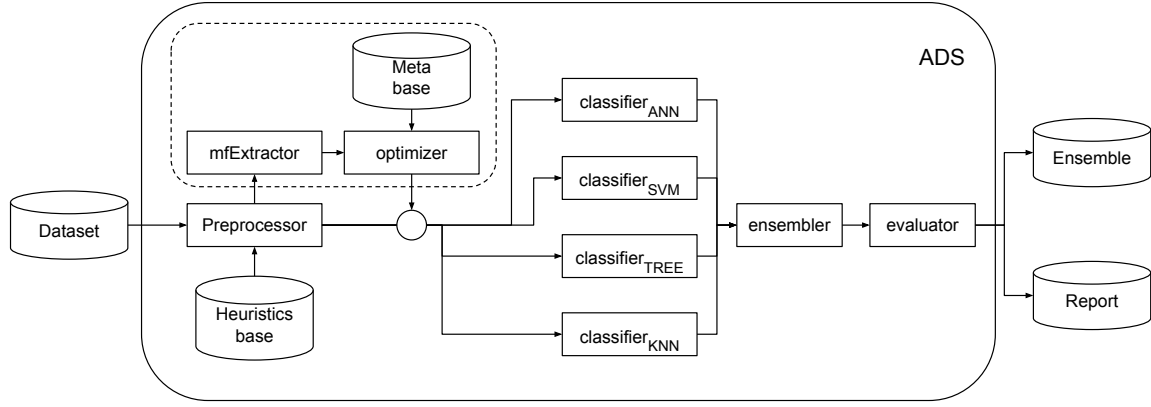 ADS
Meta
base
mfExtractor
optimizer
Dataset
Preprocessor
Heuristics
base
classifierANN
classifierSVM
classifierTREE
classifierKNN
ensembler
evaluator
Ensemble
Report